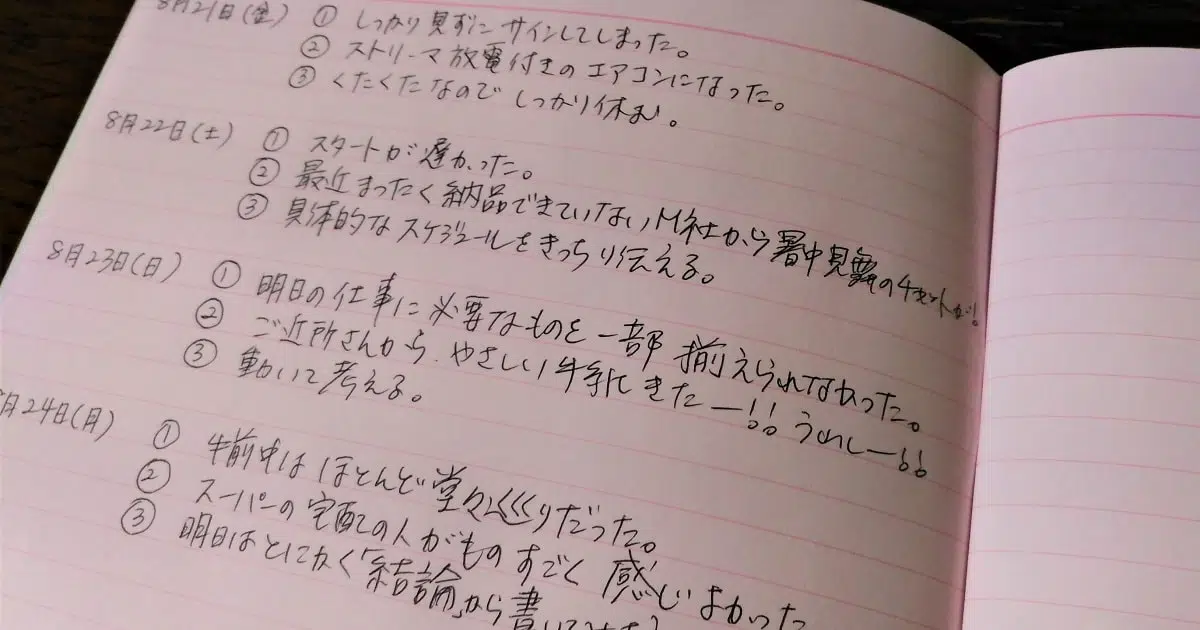 8月21日(金) ① しっかり見ずにサインしてしまった。
② ストリーマ放電付きのエアコンになった。
③ くたくたなので しっかり休む。
8月22日(土) ① スタートが遅かった。
② 最近まったく納品できていないM社から暑中見舞の4セットが!
③ 具体的なスケジュールをきっちり伝える。
8月23日(日) ① 明日の仕事に必要なものを一部揃えられなかった。
② ご近所さんから、やさしい手紙きたー!! うれしー!!
③ 動いて考える。
月24日(月) ① 午前中はほとんど堂々巡りだった。
② スーパーの宅配の人がものすごく感じよかった
③ 明日はとにかく「結論」から書いて